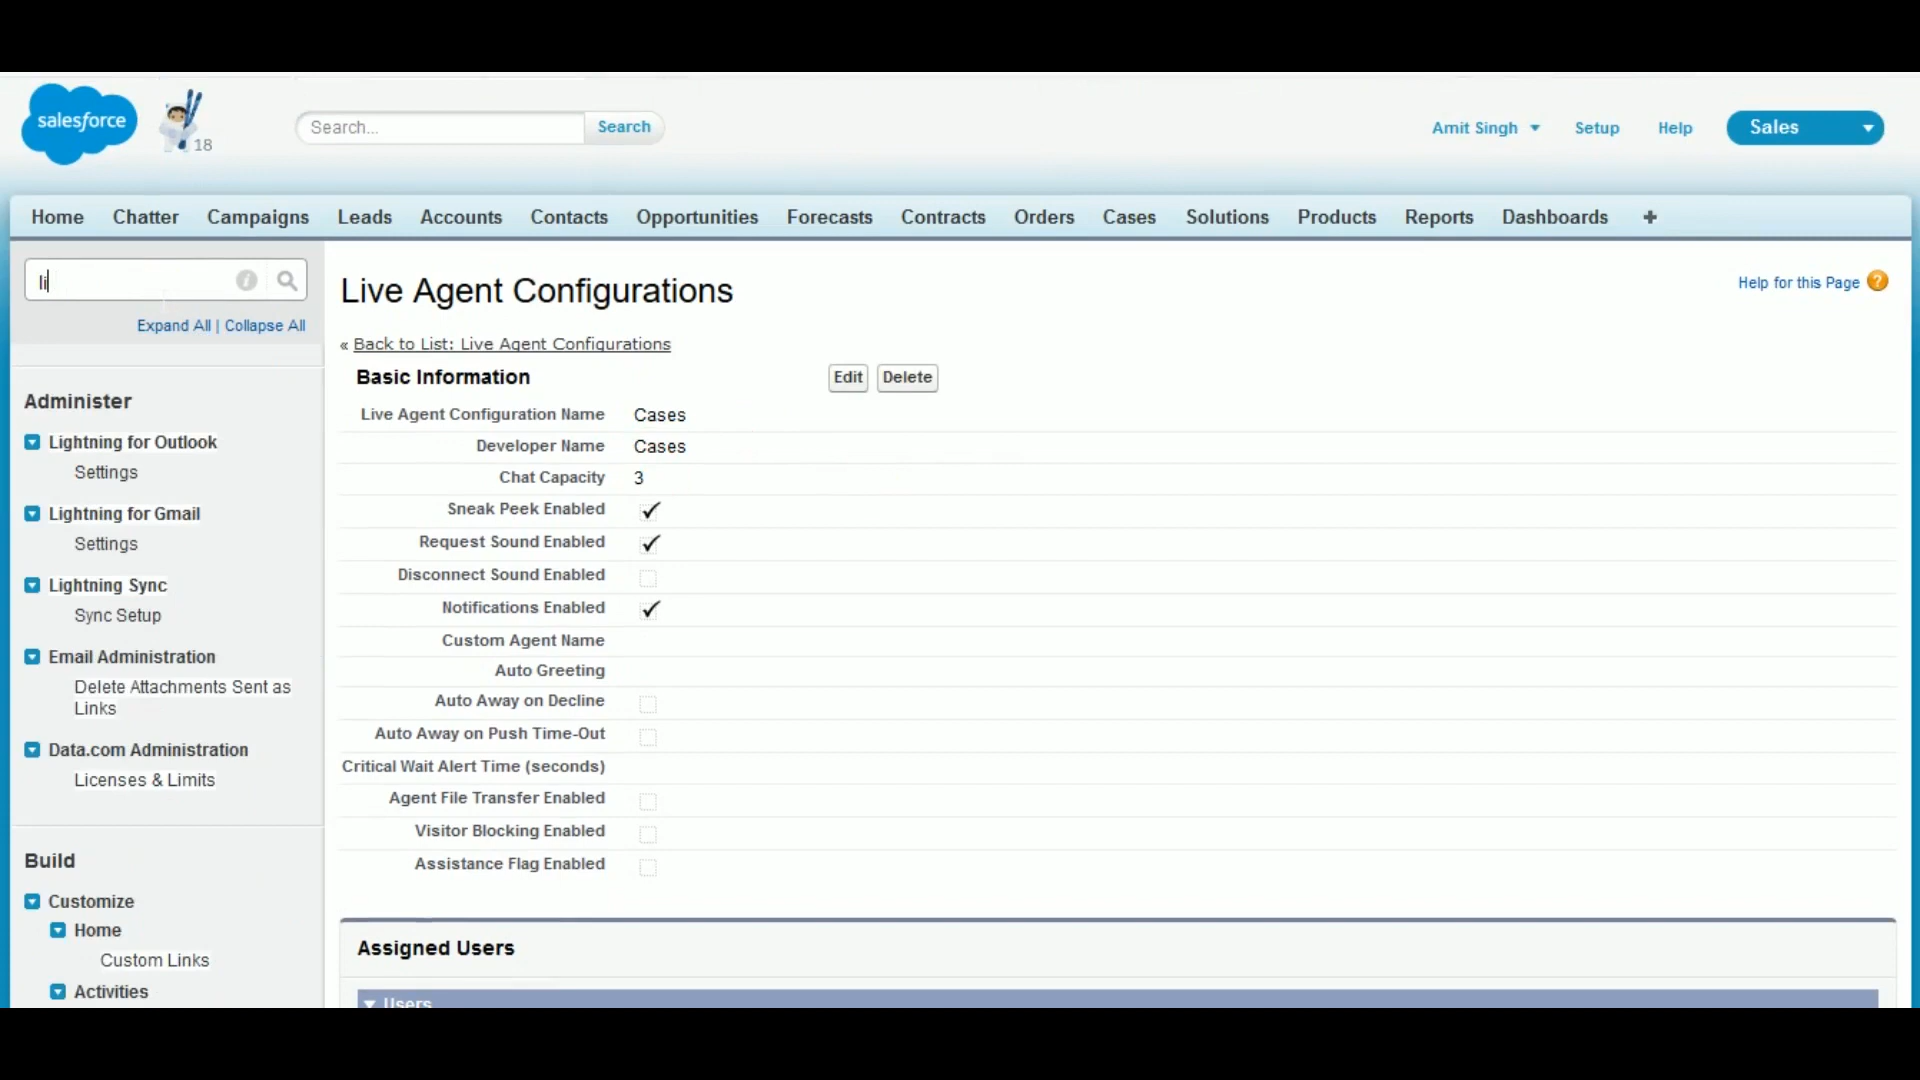 salesforce
18
Search...
Search
Amit Singh
Setup
Help
Sales
Home
Chatter
Campaigns
Leads
Accounts
Contacts
Opportunities
Forecasts
Contracts
Orders
Cases
Solutions
Products
Reports
Dashboards
+
li
Expand All | Collapse All
Administer
Lightning for Outlook
Settings
Lightning for Gmail
Settings
Lightning Sync
Sync Setup
Email Administration
Delete Attachments Sent as
Links
Data.com Administration
Licenses & Limits
Build
Customize
Home
Custom Links
Activities
Live Agent Configurations
Help for this Page ?
« Back to List: Live Agent Configurations
Basic Information
Edit
Delete
Live Agent Configuration Name Cases
Developer Name Cases
Chat Capacity 3
Sneak Peek Enabled
Request Sound Enabled
Disconnect Sound Enabled
Notifications Enabled
Custom Agent Name
Auto Greeting
Auto Away on Decline
Auto Away on Push Time-Out
Critical Wait Alert Time (seconds)
Agent File Transfer Enabled
Visitor Blocking Enabled
Assistance Flag Enabled
Assigned Users
Users